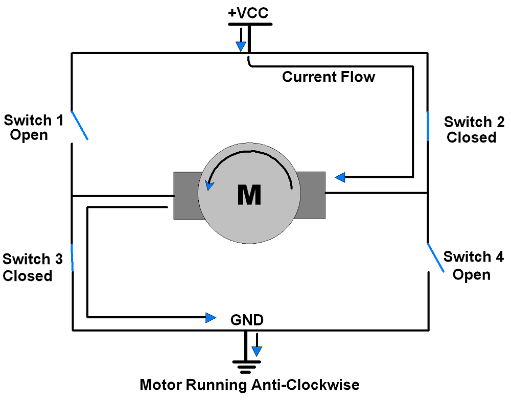 +VCC
Current Flow
Switch 1
Open
Switch 2
Closed
M
Switch 3
Closed
Switch 4
Open
GND
Motor Running Anti-Clockwise